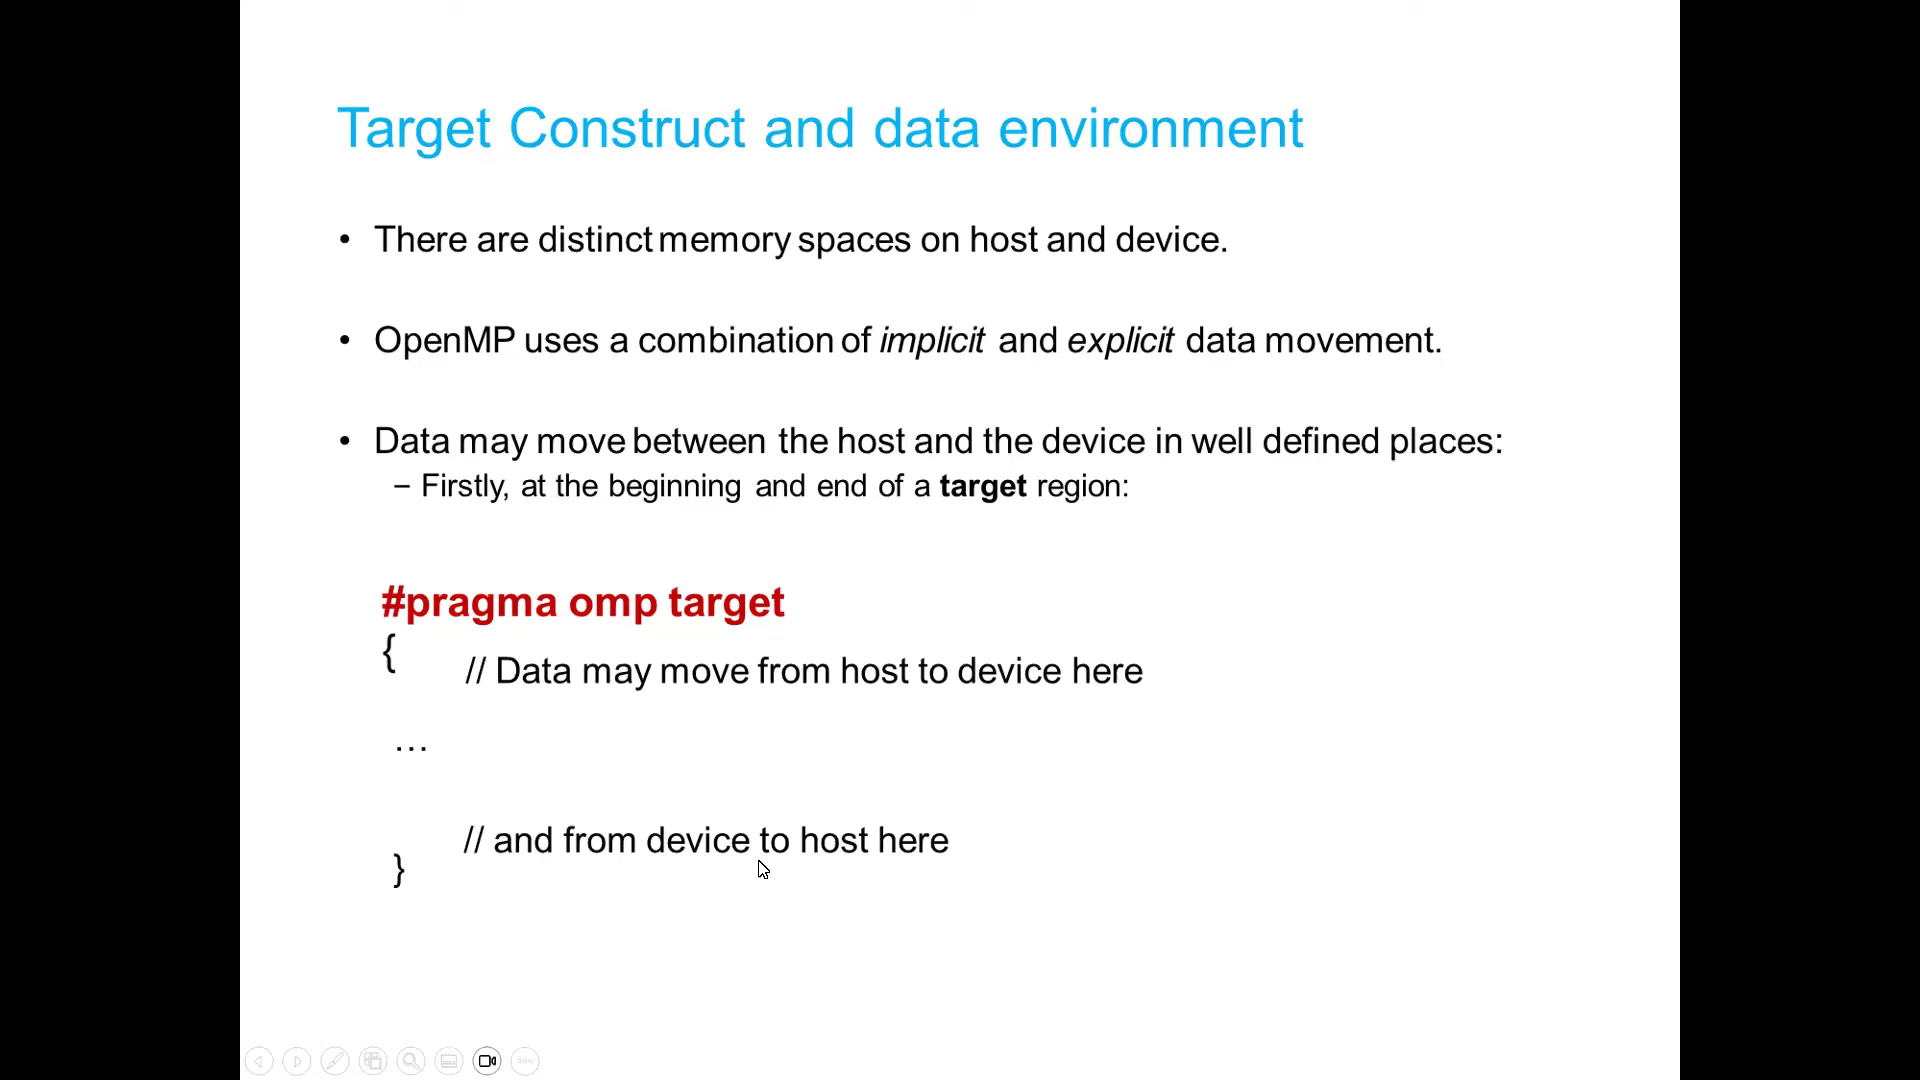 Target Construct and data environment
• There are distinct memory spaces on host and device.
• OpenMP uses a combination of implicit and explicit data movement.
• Data may move between the host and the device in well defined places:
– Firstly, at the beginning and end of a target region:
#pragma omp target
{
// Data may move from host to device here
…
// and from device to host here
}